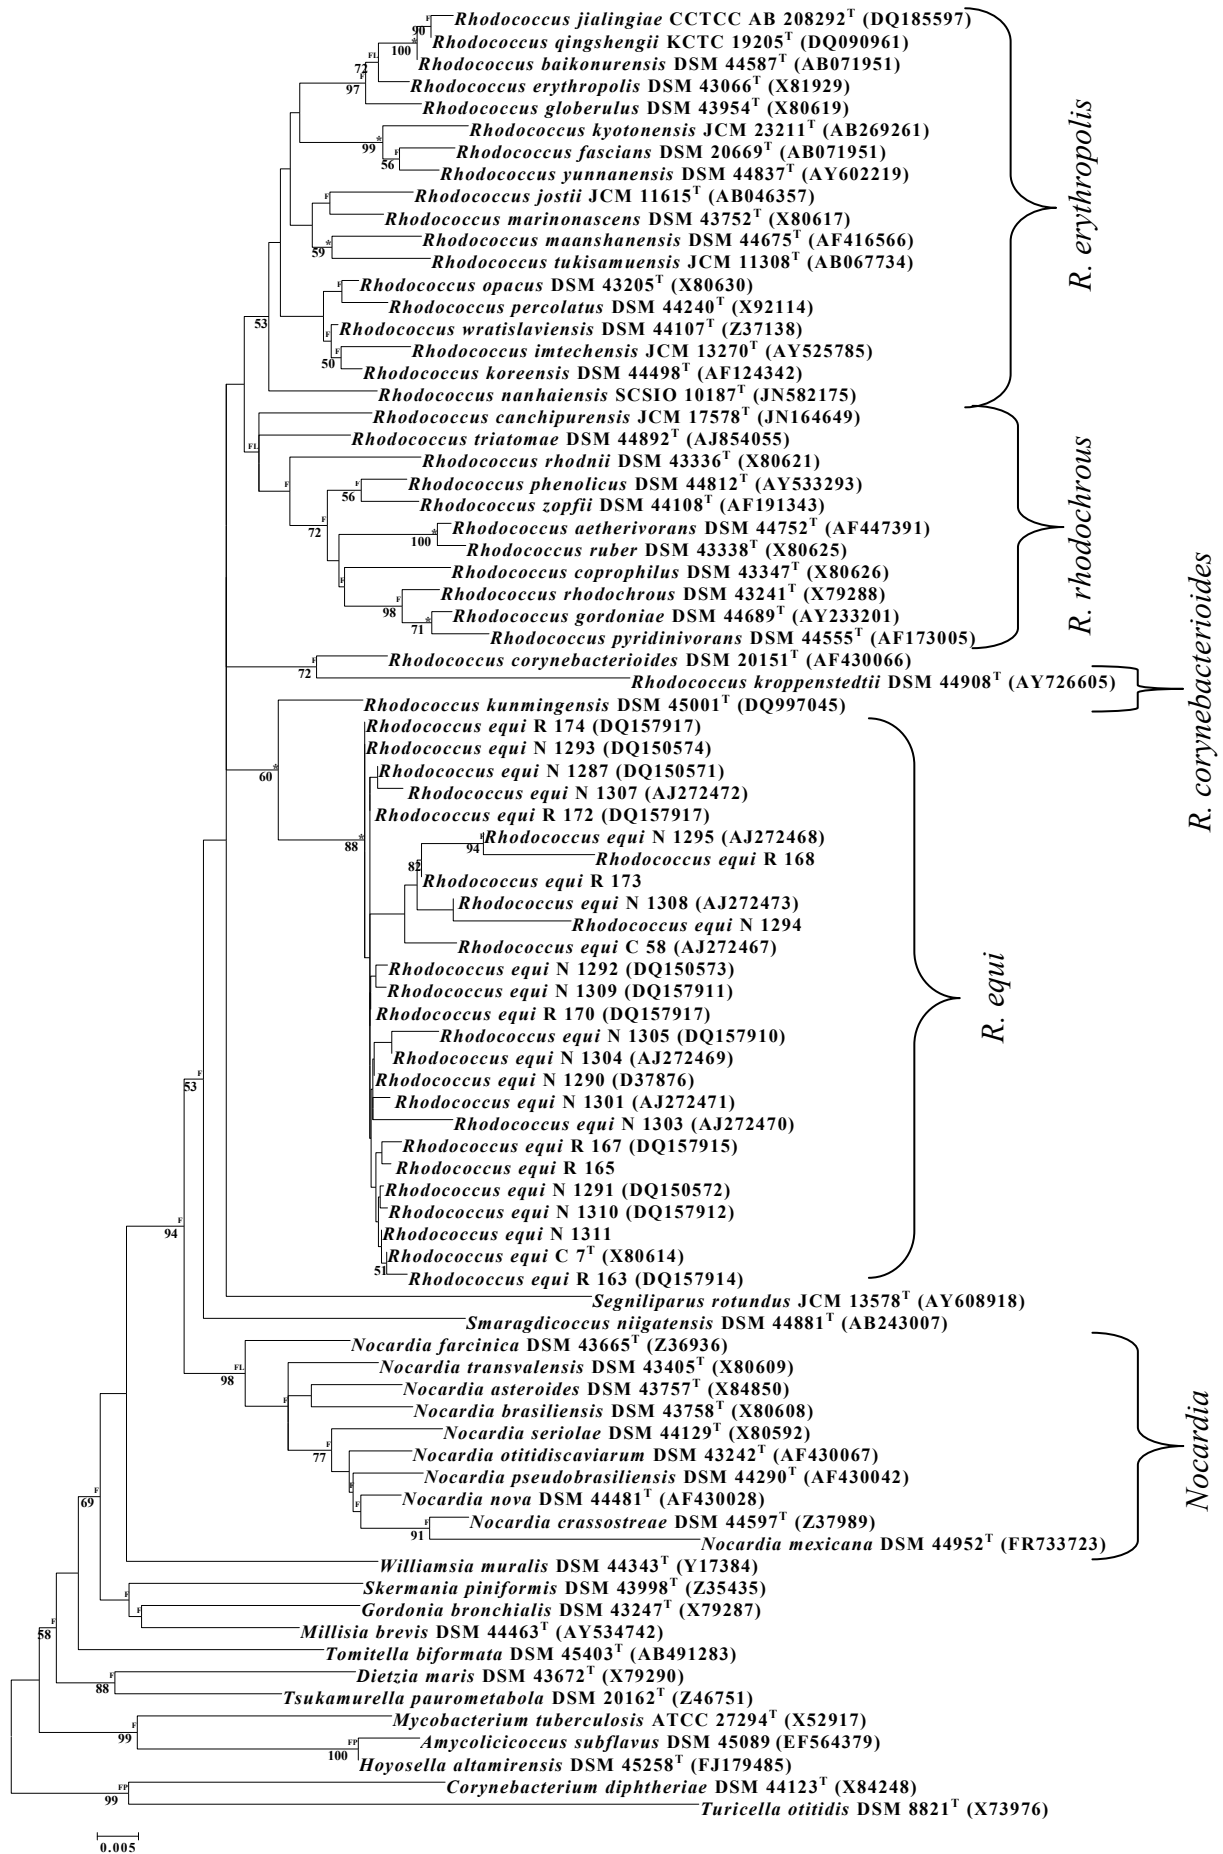 Rhodococcus jialingiae CCTCC AB 208292T (DQ185597)
Rhodococcus qingshengii KCTC 19205T (DQ090961)
Rhodococcus baikonurensis DSM 44587T (AB071951)
Rhodococcus erythropolis DSM 43066T (X81929)
Rhodococcus globerulus DSM 43954T (X80619)
Rhodococcus kyotonensis JCM 23211T (AB269261)
Rhodococcus fascians DSM 20669T (AB071951)
Rhodococcus yunnanensis DSM 44837T (AY602219)
Rhodococcus jostii JCM 11615T (AB046357)
Rhodococcus marinonascens DSM 43752T (X80617)
Rhodococcus maanshanensis DSM 44675T (AF416566)
Rhodococcus tukisamuensis JCM 11308T (AB067734)
Rhodococcus opacus DSM 43205T (X80630)
Rhodococcus percolatus DSM 44240T (X92114)
Rhodococcus wratislaviensis DSM 44107T (Z37138)
Rhodococcus imtechensis JCM 13270T (AY525785)
Rhodococcus koreensis DSM 44498T (AF124342)
Rhodococcus nanhaiensis SCSIO 10187T (JN582175)
Rhodococcus canchipurensis JCM 17578T (JN164649)
Rhodococcus triatomae DSM 44892T (AJ854055)
Rhodococcus rhodnii DSM 43336T (X80621)
Rhodococcus phenolicus DSM 44812T (AY533293)
Rhodococcus zopfii DSM 44108T (AF191343)
Rhodococcus aetherivorans DSM 44752T (AF447391)
Rhodococcus ruber DSM 43338T (X80625)
Rhodococcus coprophilus DSM 43347T (X80626)
Rhodococcus rhodochrous DSM 43241T (X79288)
Rhodococcus gordoniae DSM 44689T (AY233201)
Rhodococcus pyridinivorans DSM 44555T (AF173005)
Rhodococcus corynebacterioides DSM 20151T (AF430066)
Rhodococcus kroppenstedtii DSM 44908T (AY726605)
Rhodococcus kunmingensis DSM 45001T (DQ997045)
Rhodococcus equi R 174 (DQ157917)
Rhodococcus equi N 1293 (DQ150574)
Rhodococcus equi N 1287 (DQ150571)
Rhodococcus equi N 1307 (AJ272472)
Rhodococcus equi R 172 (DQ157917)
Rhodococcus equi N 1295 (AJ272468)
Rhodococcus equi R 168
Rhodococcus equi R 173
Rhodococcus equi N 1308 (AJ272473)
Rhodococcus equi N 1294
Rhodococcus equi C 58 (AJ272467)
Rhodococcus equi N 1292 (DQ150573)
Rhodococcus equi N 1309 (DQ157911)
Rhodococcus equi R 170 (DQ157917)
Rhodococcus equi N 1305 (DQ157910)
Rhodococcus equi N 1304 (AJ272469)
Rhodococcus equi N 1290 (D37876)
Rhodococcus equi N 1301 (AJ272471)
Rhodococcus equi N 1303 (AJ272470)
Rhodococcus equi R 167 (DQ157915)
Rhodococcus equi R 165
Rhodococcus equi N 1291 (DQ150572)
Rhodococcus equi N 1310 (DQ157912)
Rhodococcus equi N 1311
Rhodococcus equi C 7T (X80614)
Rhodococcus equi R 163 (DQ157914)
Segniliparus rotundus JCM 13578T (AY608918)
Smaragdicoccus niigatensis DSM 44881T (AB243007)
Nocardia farcinica DSM 43665T (Z36936)
Nocardia transvalensis DSM 43405T (X80609)
Nocardia asteroides DSM 43757T (X84850)
Nocardia brasiliensis DSM 43758T (X80608)
Nocardia seriolae DSM 44129T (X80592)
Nocardia otitidiscaviarum DSM 43242T (AF430067)
Nocardia pseudobrasiliensis DSM 44290T (AF430042)
Nocardia nova DSM 44481T (AF430028)
Nocardia crassostreae DSM 44597T (Z37989)
Nocardia mexicana DSM 44952T (FR733723)
Williamsia muralis DSM 44343T (Y17384)
Skermania piniformis DSM 43998T (Z35435)
Gordonia bronchialis DSM 43247T (X79287)
Millisia brevis DSM 44463T (AY534742)
Tomitella biformata DSM 45403T (AB491283)
Dietzia maris DSM 43672T (X79290)
Tsukamurella paurometabola DSM 20162T (Z46751)
Mycobacterium tuberculosis ATCC 27294T (X52917)
Amycolicicoccus subflavus DSM 45089 (EF564379)
Hoyosella altamirensis DSM 45258T (FJ179485)
Corynebacterium diphtheriae DSM 44123T (X84248)
Turicella otitidis DSM 8821T (X73976)
R. erythropolis
R. rhodochrous
R. corynebacterioides
R. equi
Nocardia
F
90
*
100
FL
72
F
97
*
99
F
56
F
*
59
F
F
F
50
53
FL
F
F
56
F
72
*
100
F
F
98
*
71
F
72
*
60
*
88
F
94
F
82
51
F
53
F
94
FL
98
F
F
77
F
F
F
91
F
69
F
F
F
58
F
88
F
99
FP
100
FP
99
0.005